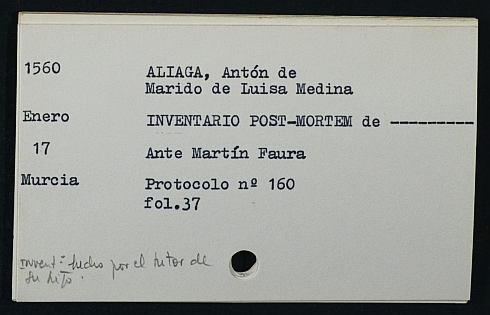 1560 ALIAGA, Antón de
Marido de Luisa Medina
Enero INVENTARIO POST-MORTEM de ---------
17 Ante Martín Faura
Murcia Protocolo nº 160
fol.37
Invent.º hecho por el tutor de
su hijo.